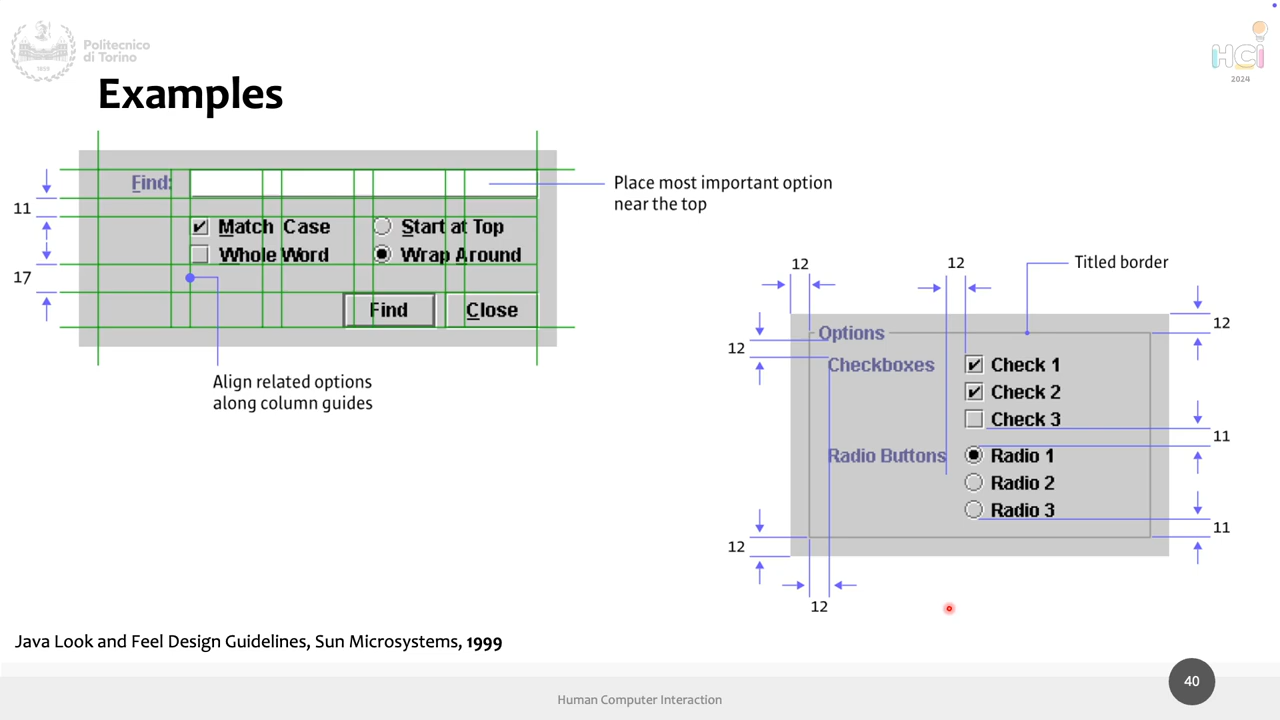 Politecnico
di Torino
1859
HCI
2024
Examples
Find:
Match Case
Start at Top
Whole Word
Wrap Around
Find
Close
11
17
Place most important option
near the top
Align related options
along column guides
12
12
Titled border
12
12
Options
Checkboxes
Check 1
Check 2
Check 3
11
Radio Buttons
Radio 1
Radio 2
Radio 3
11
12
12
Java Look and Feel Design Guidelines, Sun Microsystems, 1999
Human Computer Interaction
40